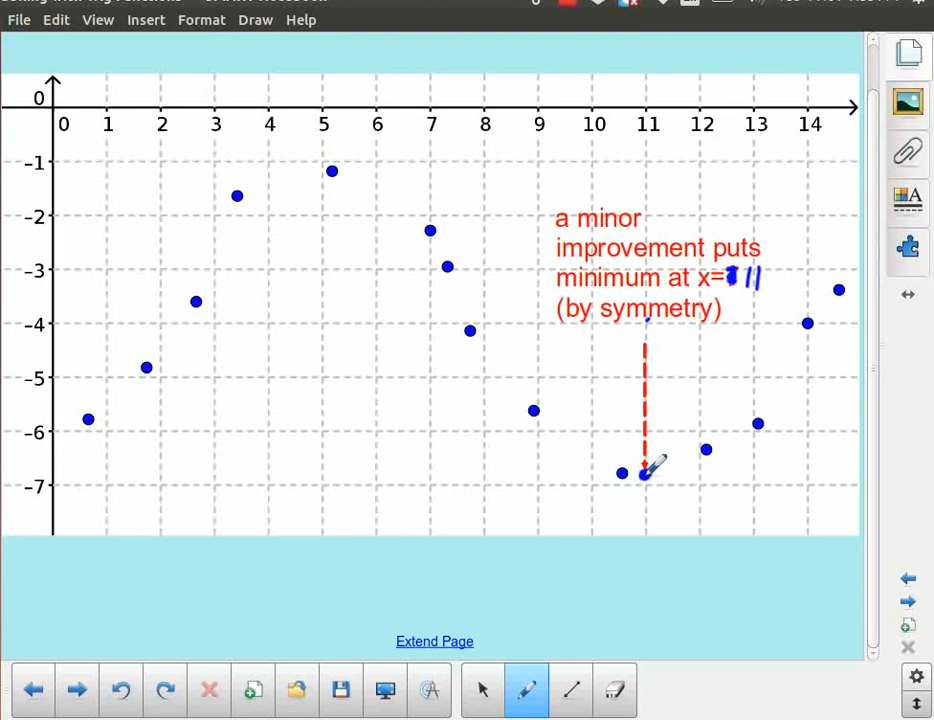 File Edit View Insert Format Draw Help
0
0 1 2 3 4 5 6 7 8 9 10 11 12 13 14
-1
-2
-3
-4
-5
-6
-7
a minor
improvement puts
minimum at x= 11
(by symmetry)
Extend Page